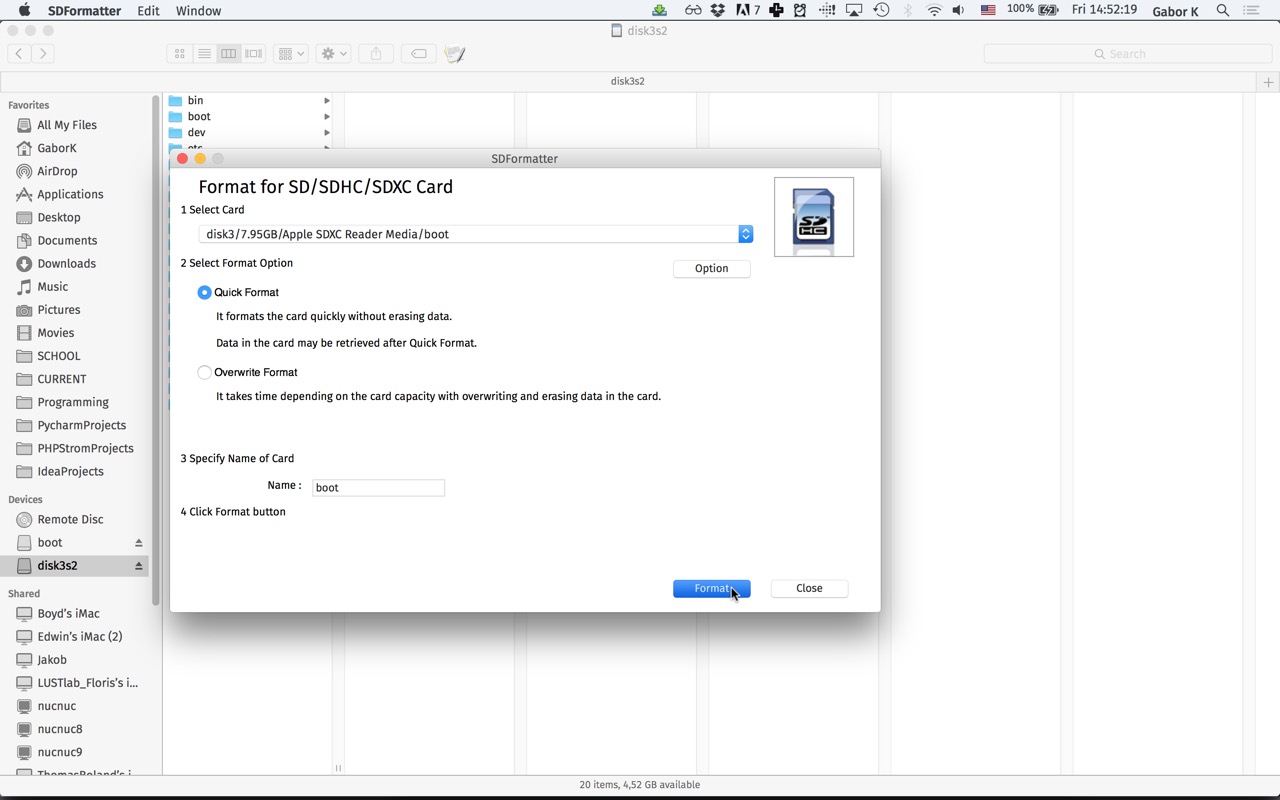 SDFormatter Edit Window 7 100% Fri 14:52:19 Gabor K
disk3s2
Search
disk3s2
Favorites
All My Files
GaborK
AirDrop
Applications
Desktop
Documents
Downloads
Music
Pictures
Movies
SCHOOL
CURRENT
Programming
PycharmProjects
PHPStromProjects
IdeaProjects
Devices
Remote Disc
boot
disk3s2
Shared
Boyd's iMac
Edwin's iMac (2)
Jakob
LUSTlab_Floris's i...
nucnuc
nucnuc8
nucnuc9
bin
boot
dev
etc
SDFormatter
Format for SD/SDHC/SDXC Card
1 Select Card
disk3/7.95GB/Apple SDXC Reader Media/boot
2 Select Format Option
Option
Quick Format
It formats the card quickly without erasing data.
Data in the card may be retrieved after Quick Format.
Overwrite Format
It takes time depending on the card capacity with overwriting and erasing data in the card.
3 Specify Name of Card
Name : boot
4 Click Format button
Format Close
SD HC
20 items, 4,52 GB available